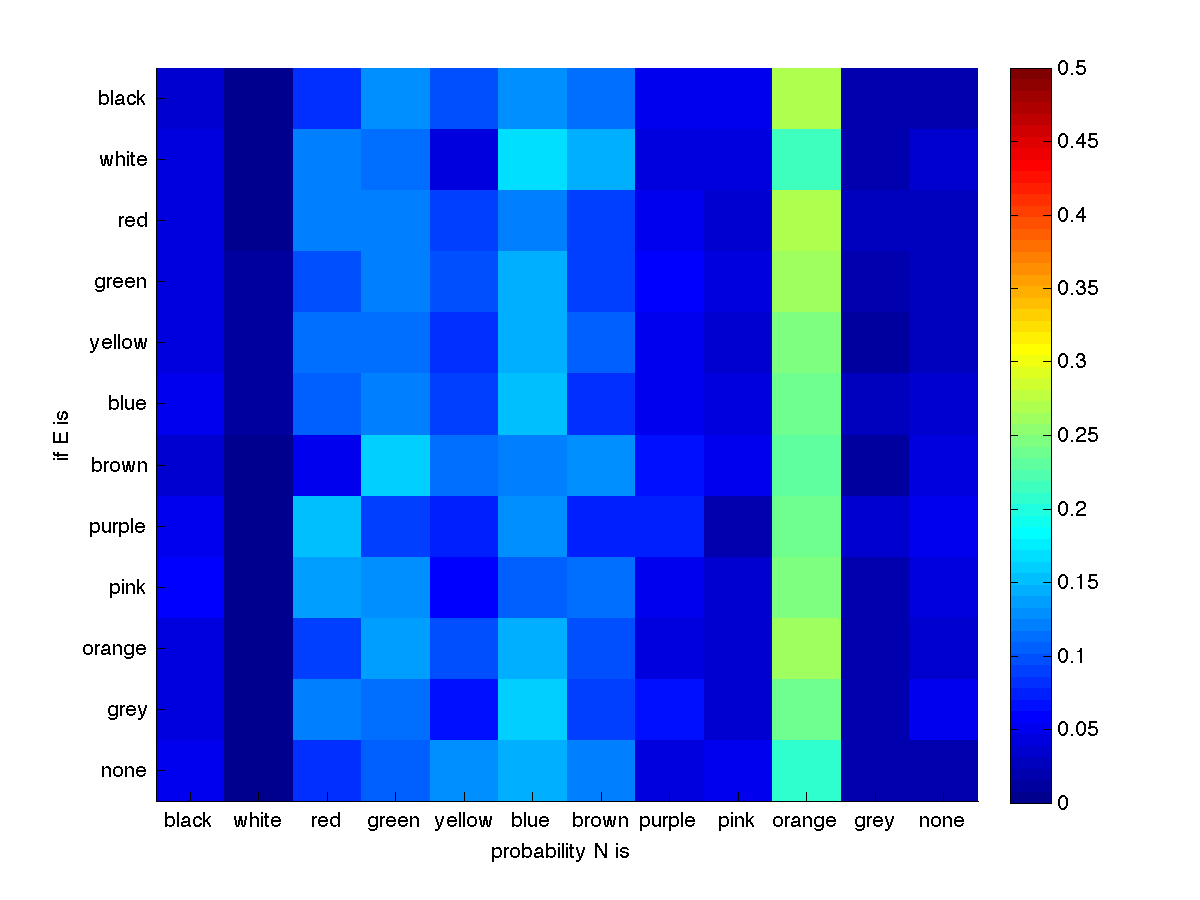 black
white
red
green
yellow
blue
brown
purple
pink
orange
grey
none
if E is
black white red green yellow blue brown purple pink orange grey none
probability N is
0.5
0.45
0.4
0.35
0.3
0.25
0.2
0.15
0.1
0.05
0